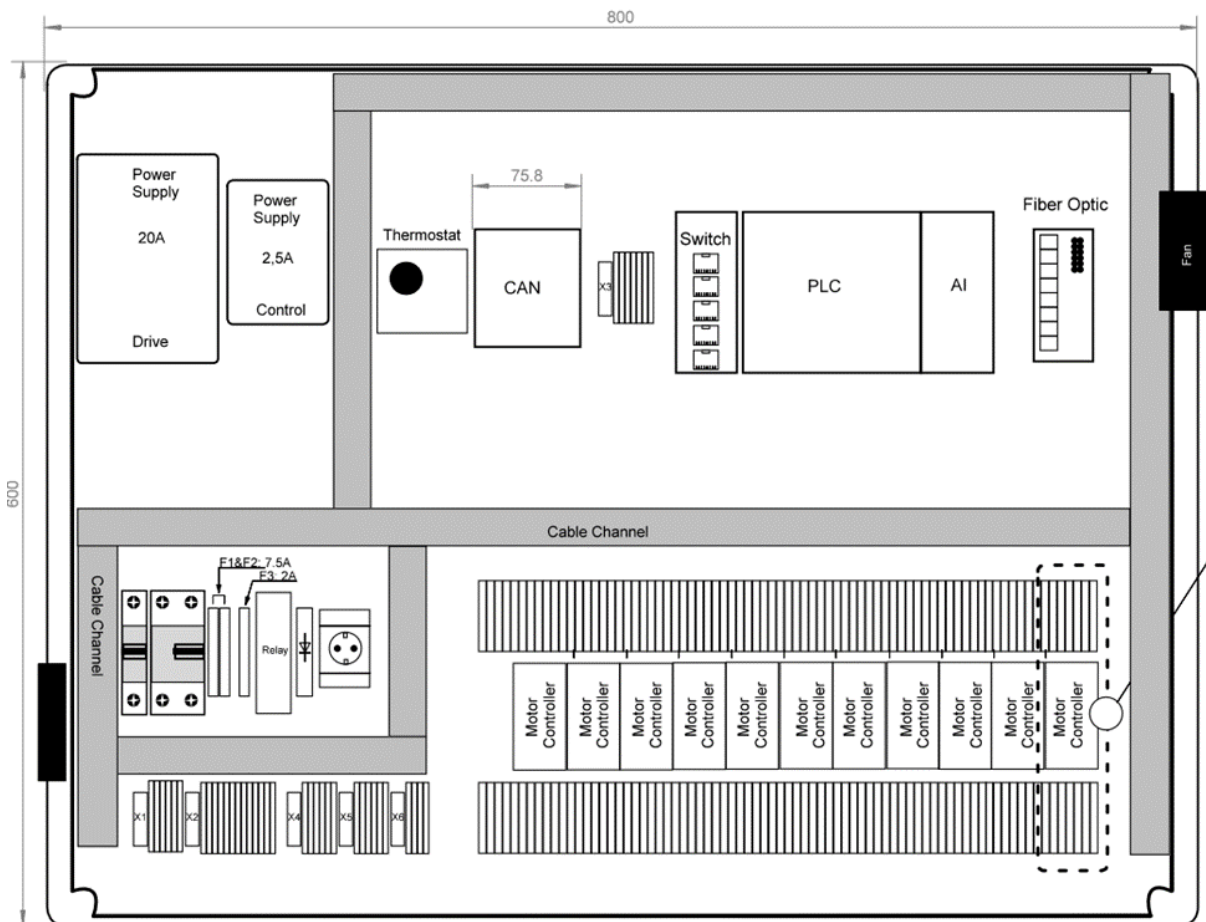 800
Power
Supply
20A
Drive
Power
Supply
2,5A
Control
75.8
Thermostat
CAN
X3
Switch
PLC
AI
Fiber Optic
Fan
600
Cable Channel
Cable Channel
F1&F2: 7.5A
F3: 2A
Relay
Motor
Controller
Motor
Controller
Motor
Controller
Motor
Controller
Motor
Controller
Motor
Controller
Motor
Controller
Motor
Controller
Motor
Controller
Motor
Controller
Motor
Controller
X1
X2
X4
X5
X6